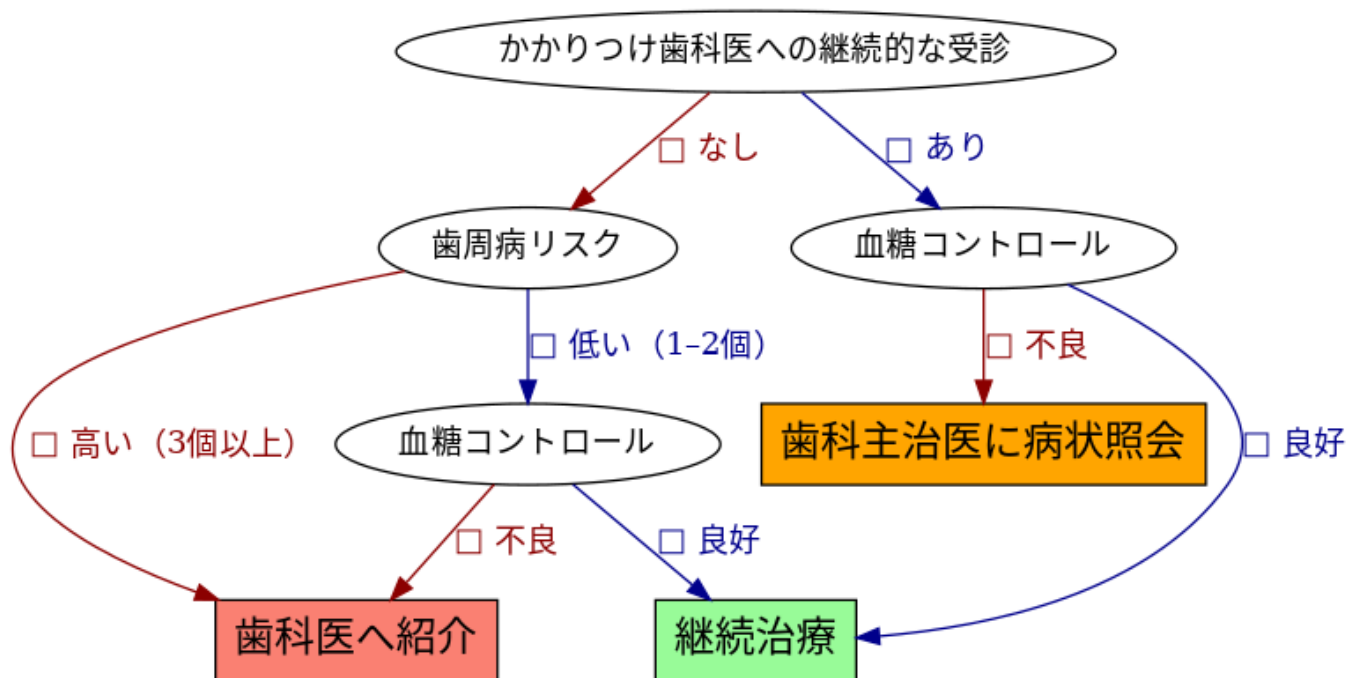 かかりつけ歯科医への継続的な受診
□ なし
□ あり
歯周病リスク
血糖コントロール
□ 低い（1–2個）
□ 不良
□ 高い（3個以上）
血糖コントロール
歯科主治医に病状照会
□ 良好
□ 不良
□ 良好
歯科医へ紹介
継続治療